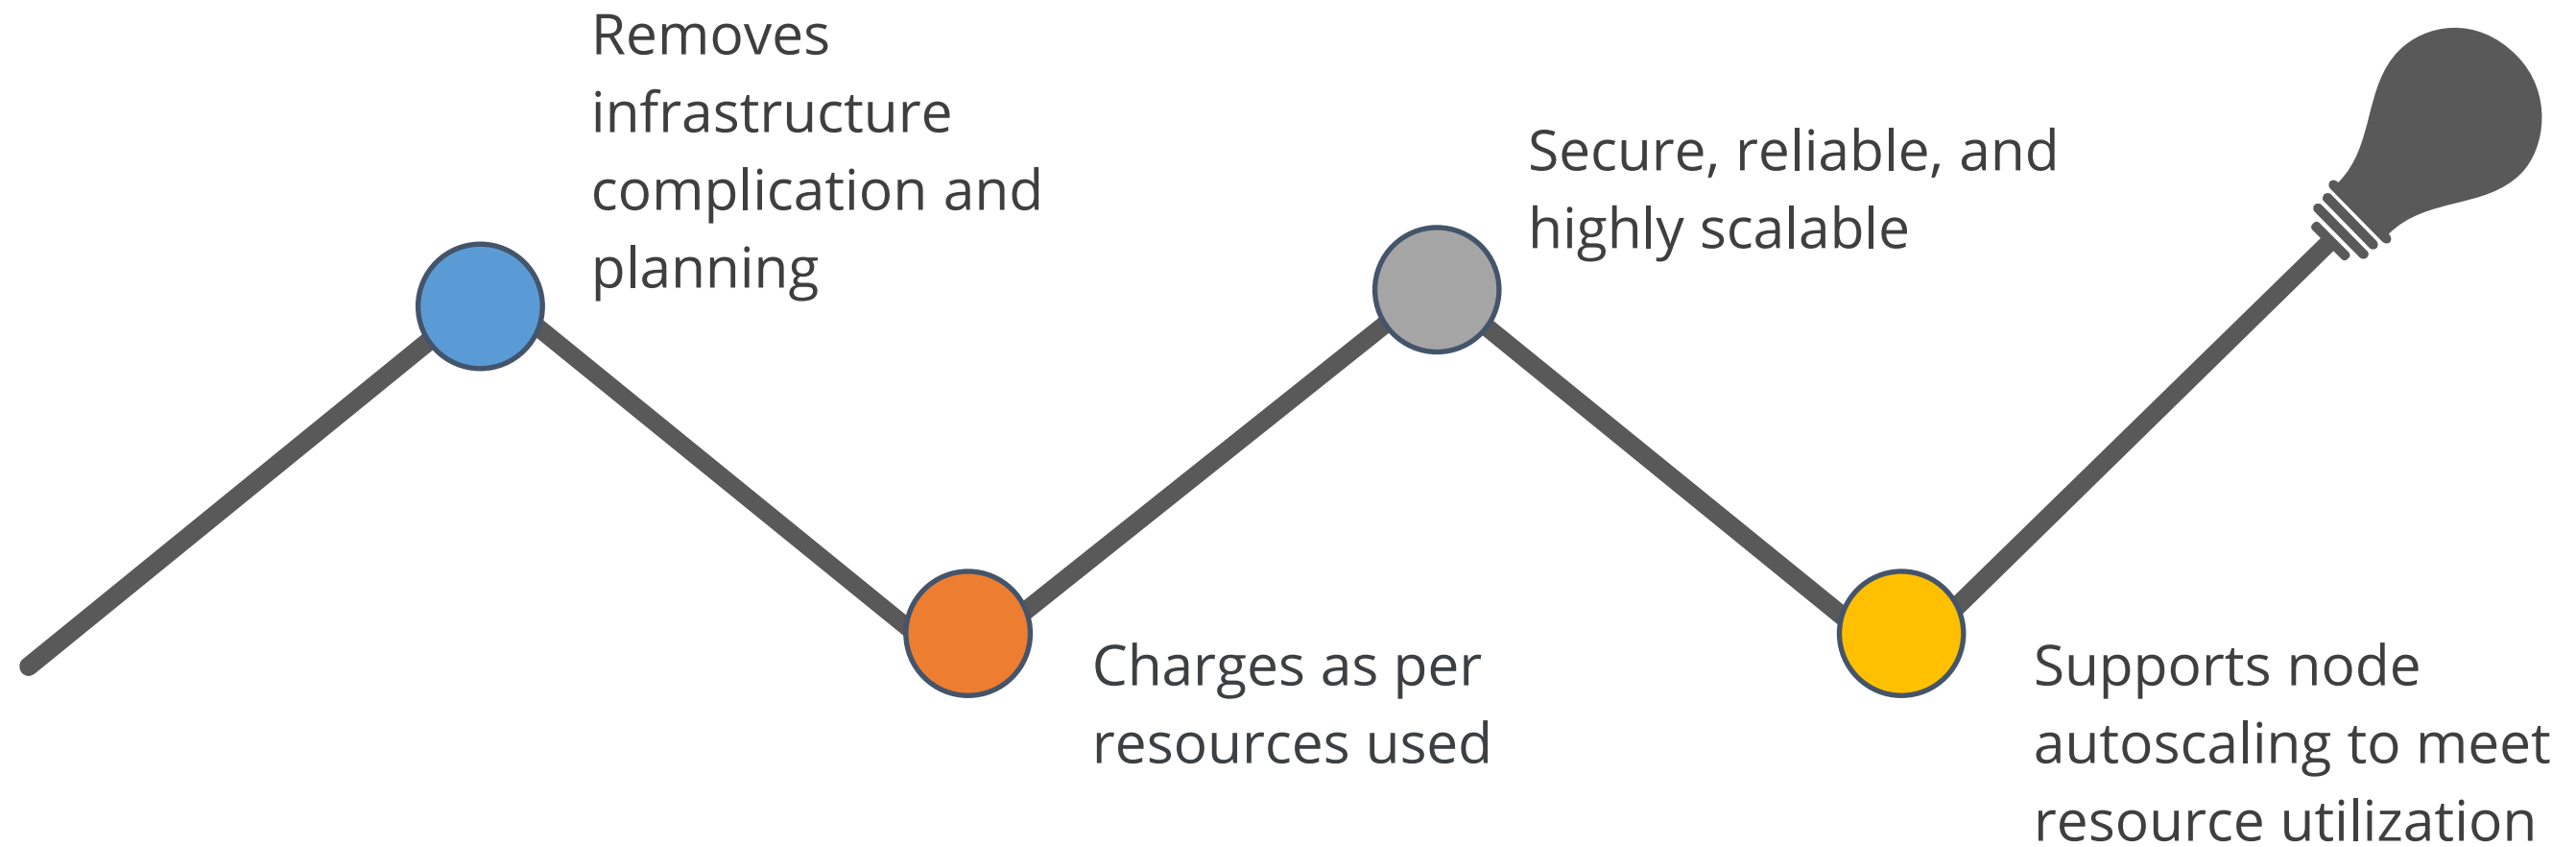 Removes
infrastructure
complication and
planning
Charges as per
resources used
Secure, reliable, and
highly scalable
Supports node
autoscaling to meet
resource utilization